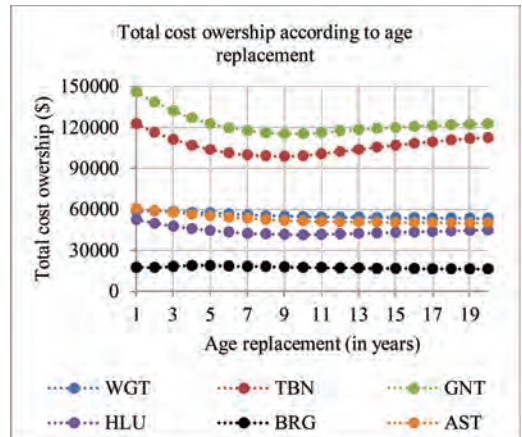 Total cost owership according to age
replacement
Total cost owership ($)
150000
120000
90000
60000
30000
0
1 3 5 7 9 11 13 15 17 19
Age replacement (in years)
WGT TBN GNT
HLU BRG AST